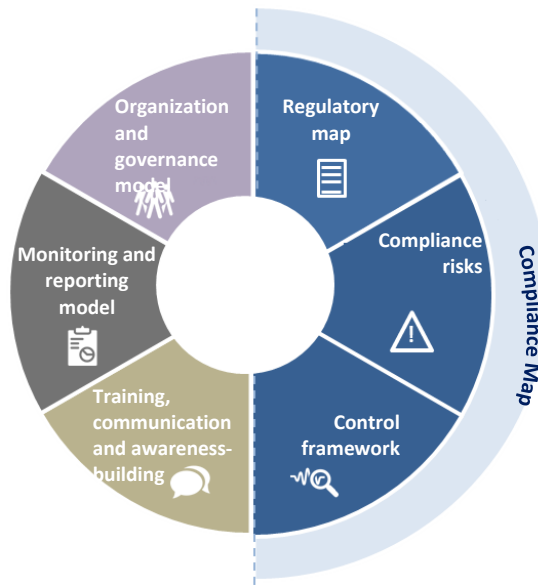 Organization
and
governance
model
Regulatory
map
Compliance
risks
Control
framework
Training,
communication
and awareness-
building
Monitoring and
reporting
model
Compliance Map